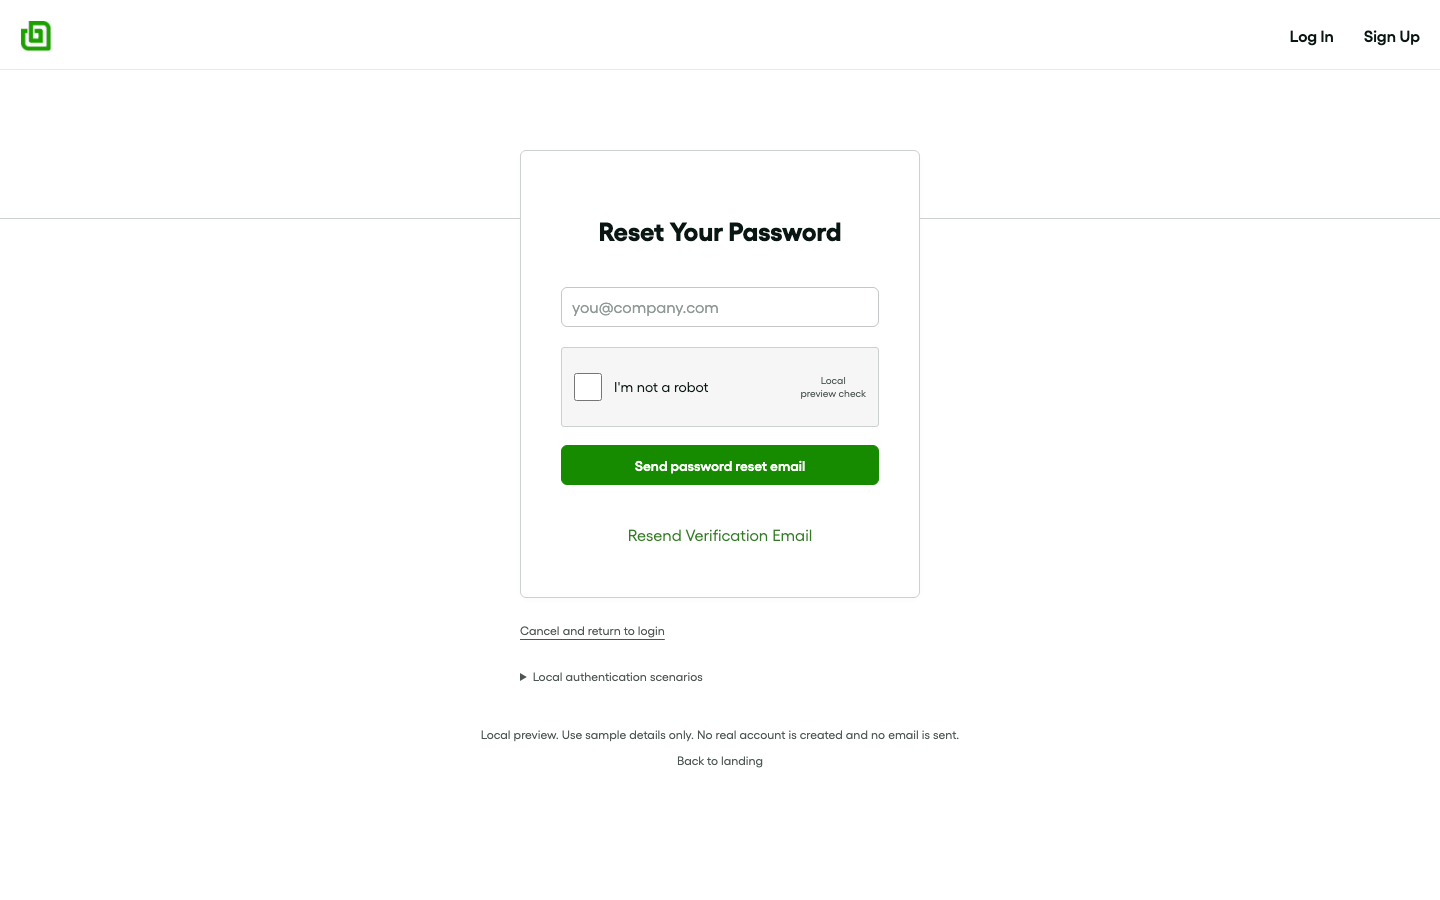 Log In
Sign Up
Reset Your Password
you@company.com
I'm not a robot
Local
preview check
Send password reset email
Resend Verification Email
Cancel and return to login
Local authentication scenarios
Local preview. Use sample details only. No real account is created and no email is sent.
Back to landing